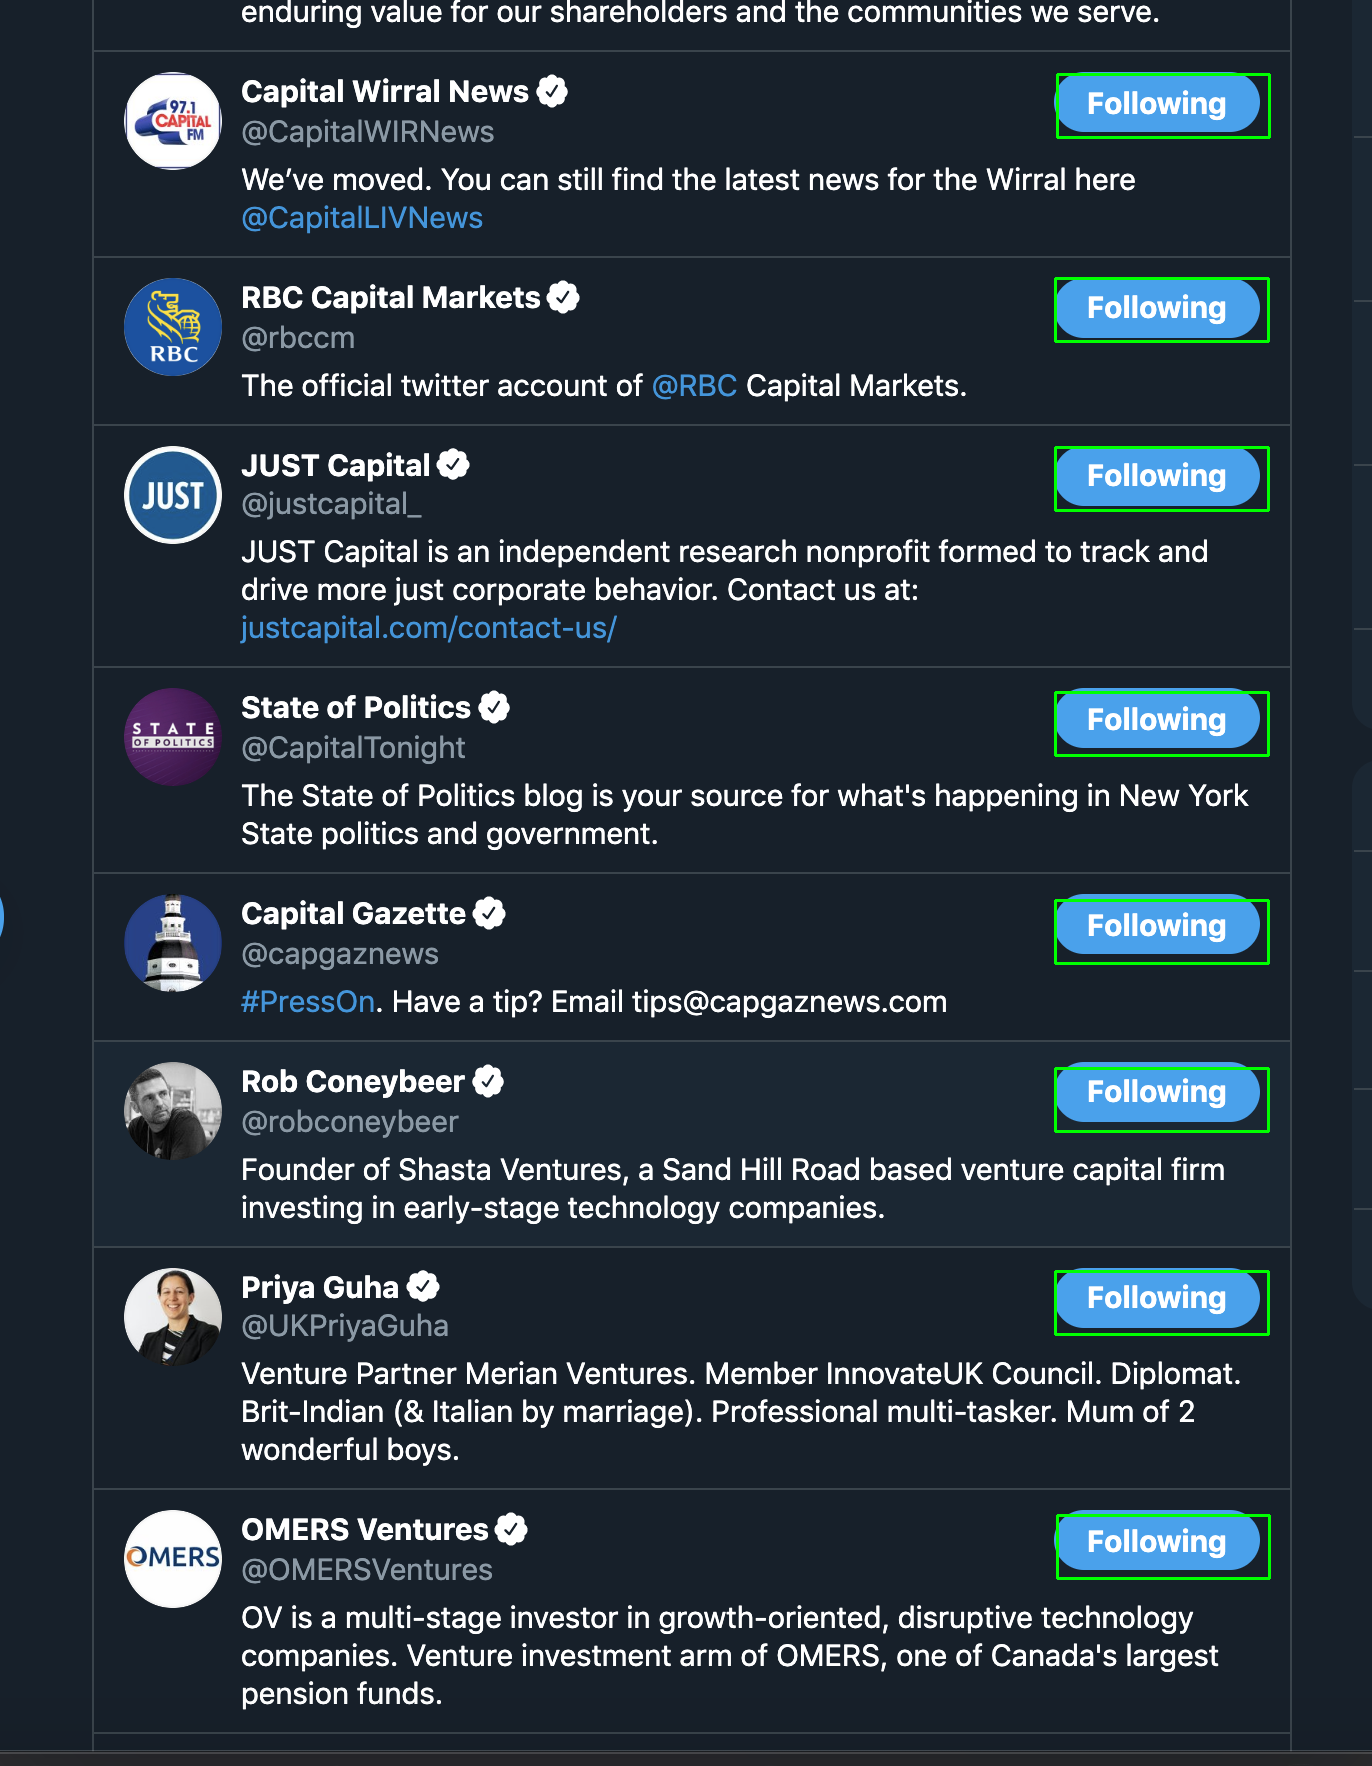 enduring value for our shareholders and the communities we serve.
97.1
CAPITAL
FM
Capital Wirral News
Following
@CapitalWIRNews
We’ve moved. You can still find the latest news for the Wirral here
@CapitalLIVNews
RBC
RBC Capital Markets
Following
@rbccm
The official twitter account of @RBC Capital Markets.
JUST
JUST Capital
Following
@justcapital_
JUST Capital is an independent research nonprofit formed to track and
drive more just corporate behavior. Contact us at:
justcapital.com/contact-us/
STATE
OF POLITICS
State of Politics
Following
@CapitalTonight
The State of Politics blog is your source for what's happening in New York
State politics and government.
Capital Gazette
Following
@capgaznews
#PressOn. Have a tip? Email tips@capgaznews.com
Rob Coneybeer
Following
@robconeybeer
Founder of Shasta Ventures, a Sand Hill Road based venture capital firm
investing in early-stage technology companies.
Priya Guha
Following
@UKPriyaGuha
Venture Partner Merian Ventures. Member InnovateUK Council. Diplomat.
Brit-Indian (& Italian by marriage). Professional multi-tasker. Mum of 2
wonderful boys.
OMERS
OMERS Ventures
Following
@OMERSVentures
OV is a multi-stage investor in growth-oriented, disruptive technology
companies. Venture investment arm of OMERS, one of Canada's largest
pension funds.